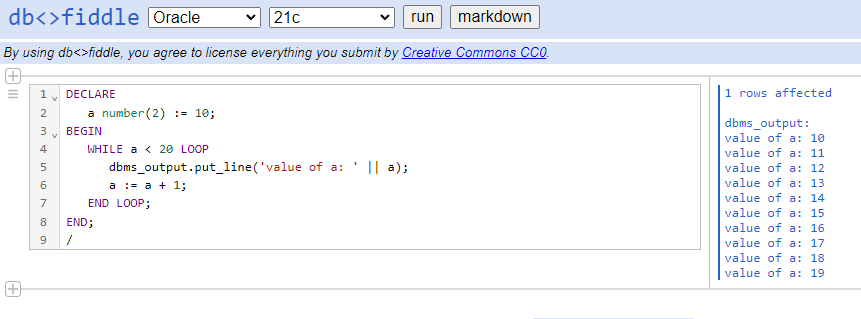 db<>fiddle Oracle 21c run markdown
By using db<>fiddle, you agree to license everything you submit by Creative Commons CC0.
1 DECLARE
2    a number(2) := 10;
3 BEGIN
4    WHILE a < 20 LOOP
5       dbms_output.put_line('value of a: ' || a);
6       a := a + 1;
7    END LOOP;
8 END;
9 /
1 rows affected
dbms_output:
value of a: 10
value of a: 11
value of a: 12
value of a: 13
value of a: 14
value of a: 15
value of a: 16
value of a: 17
value of a: 18
value of a: 19